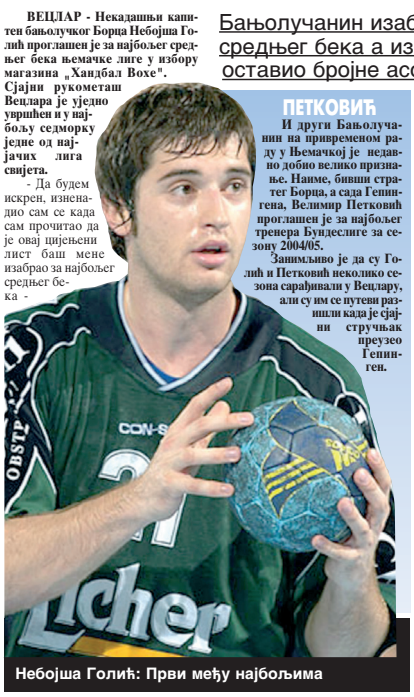 ВЕЦЛАР - Некадашњи капи-
тен бањолучког Борца Небојша Го-
лић проглашен је за најбољег сред-
њег бека њемачке лиге у избору
магазина „Хандбал Вохе".
Сјајни рукометаш
Вецлара је уједно
увршћен и у нај-
бољу седморку
једне од нај-
јачих лига
свијета.
- Да будем
искрен, изнена-
дио сам се када
сам прочитао да
је овај цијењени
лист баш мене
изабрао за најбољег
средњег бе-
ка -
Бањолучанин изаб
средњег бека а из
оставио бројне асо
ПЕТКОВИЋ
И други Бањолуча-
нин на привременом ра-
ду у Њемачкој је недав-
но добио велико призна-
ње. Наиме, бивши стра-
тег Борца, а сада Гепин-
гена, Велимир Петковић
проглашен је за најбољег
тренера Бундеслиге за се-
зону 2004/05.
Занимљиво је да су Го-
лић и Петковић неколико се-
зона сарађивали у Вецлару,
али су им се путеви раз-
ишли када је сјај-
ни стручњак
преузео
Гепин-
ген.
OBSTP
CON-S
21
licher
Небојша Голић: Први међу најбољима